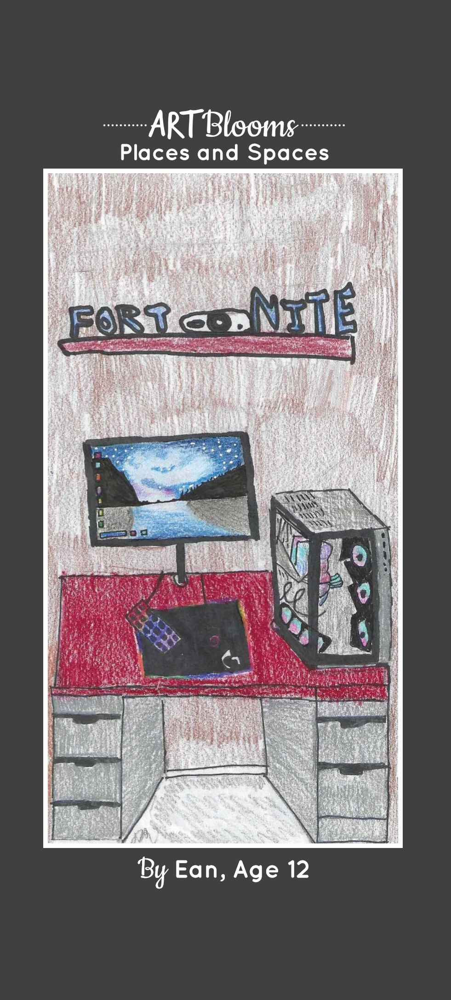 ART Blooms
Places and Spaces
FORT NITE
By Ean, Age 12